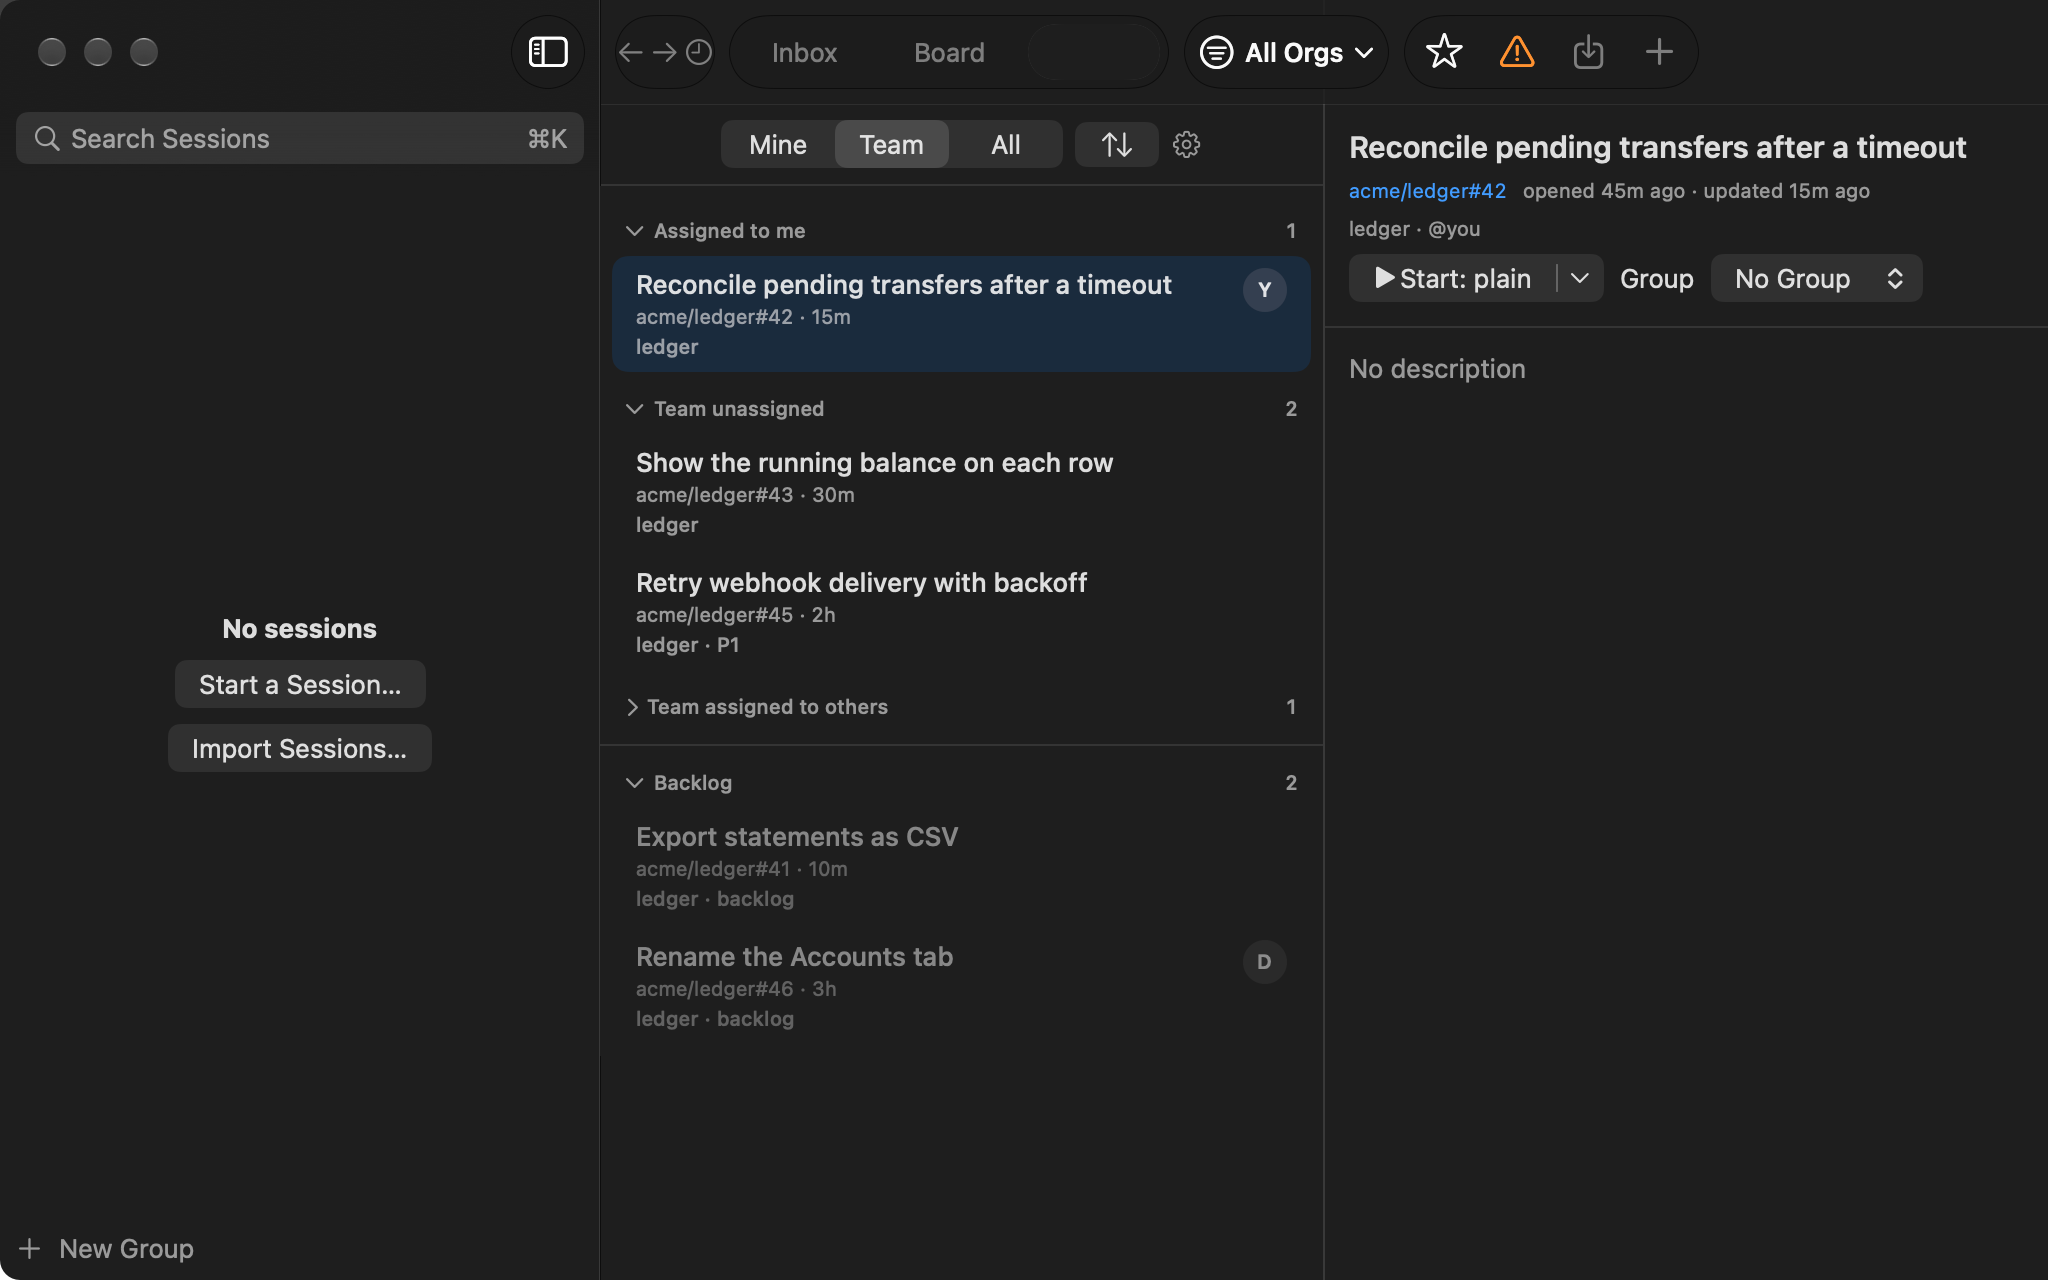 Search Sessions ⌘K
No sessions
Start a Session...
Import Sessions...
New Group
Inbox Board
All Orgs
Mine Team All
Assigned to me 1
Reconcile pending transfers after a timeout Y
acme/ledger#42 · 15m
ledger
Team unassigned 2
Show the running balance on each row
acme/ledger#43 · 30m
ledger
Retry webhook delivery with backoff
acme/ledger#45 · 2h
ledger · P1
Team assigned to others 1
Backlog 2
Export statements as CSV
acme/ledger#41 · 10m
ledger · backlog
Rename the Accounts tab D
acme/ledger#46 · 3h
ledger · backlog
Reconcile pending transfers after a timeout
acme/ledger#42 opened 45m ago · updated 15m ago
ledger · @you
Start: plain Group No Group
No description